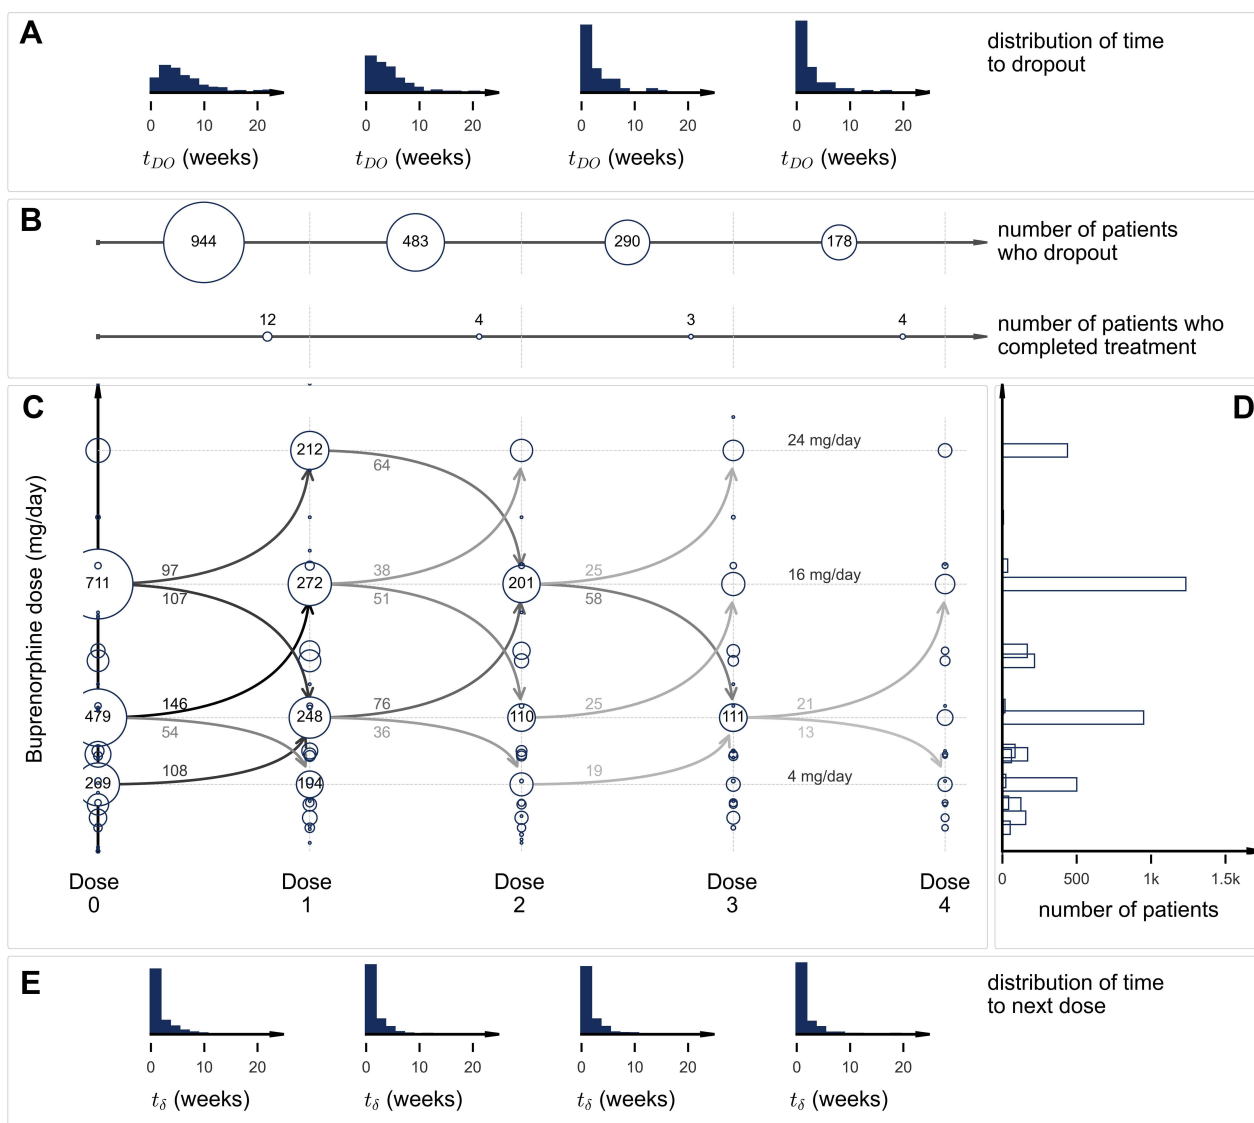 A
distribution of time
to dropout
0 10 20
0 10 20
0 10 20
0 10 20
t_DO (weeks)
t_DO (weeks)
t_DO (weeks)
t_DO (weeks)
B
944
483
290
178
number of patients
who dropout
12
4
3
4
number of patients who
completed treatment
C
D
Buprenorphine dose (mg/day)
24 mg/day
212
64
97
38
25
16 mg/day
711
272
201
107
51
58
146
76
25
21
479
248
110
111
54
36
13
108
19
4 mg/day
269
104
Dose
0
Dose
1
Dose
2
Dose
3
Dose
4
0 500 1k 1.5k
number of patients
E
distribution of time
to next dose
0 10 20
0 10 20
0 10 20
0 10 20
t_δ (weeks)
t_δ (weeks)
t_δ (weeks)
t_δ (weeks)